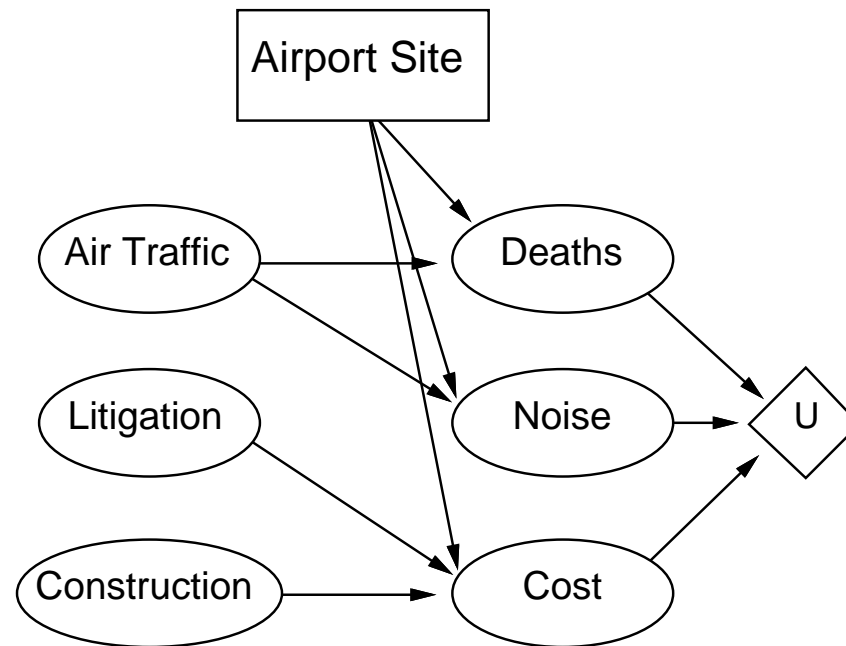 Airport Site
Air Traffic
Deaths
Litigation
Noise
U
Construction
Cost